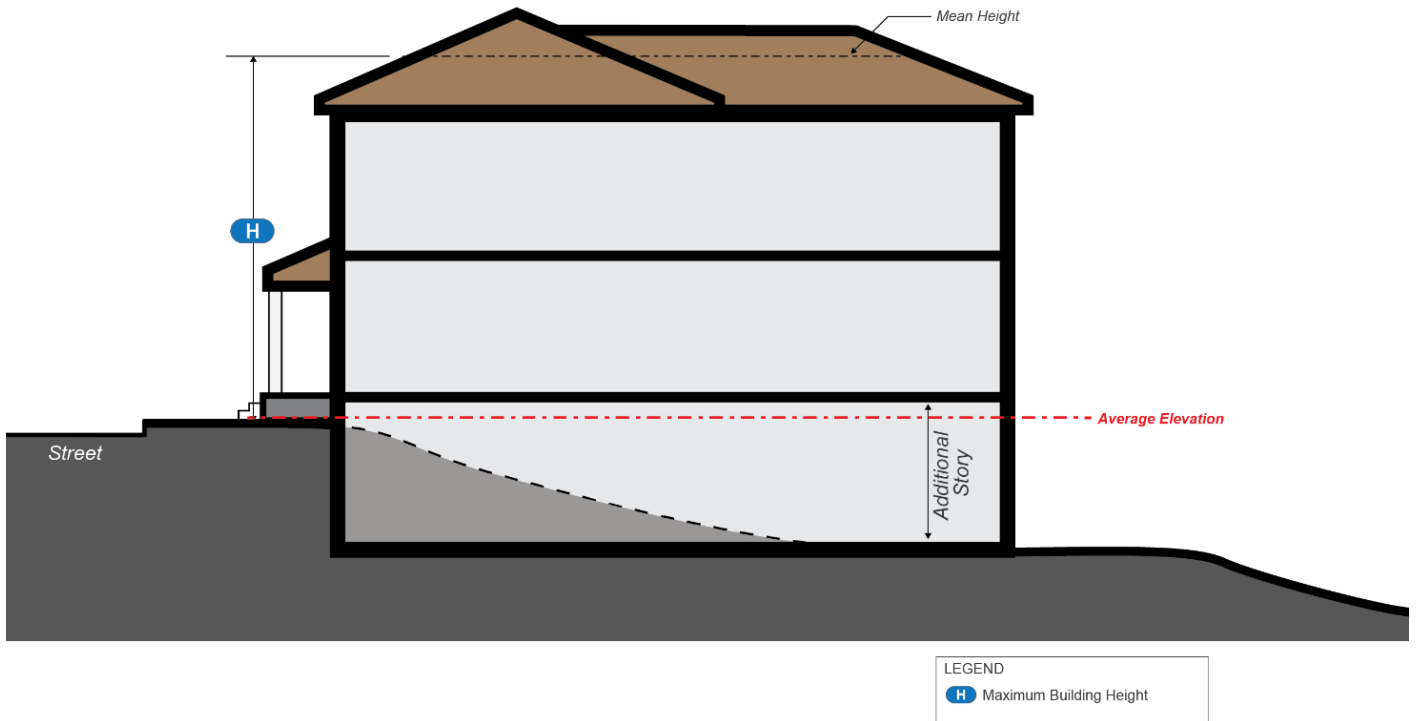 Mean Height
H
Street
Average Elevation
Additional
Story
LEGEND
H Maximum Building Height